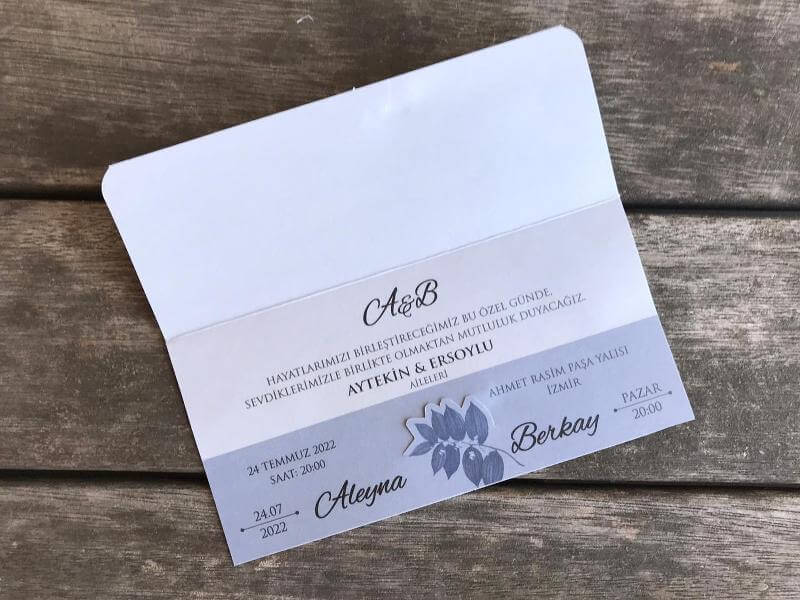 A&B
HAYATLARIMIZI BİRLEŞTİRECEĞİMİZ BU ÖZEL GÜNDE,
SEVDİKLERİMİZLE BİRLİKTE OLMAKTAN MUTLULUK DUYACAĞIZ.
AYTEKİN & ERSOYLU
AİLELERİ
24 TEMMUZ 2022
SAAT: 20:00
AHMET RASİM PAŞA YALISI
İZMİR
24.07
2022
Aleyna
Berkay
PAZAR
20:00